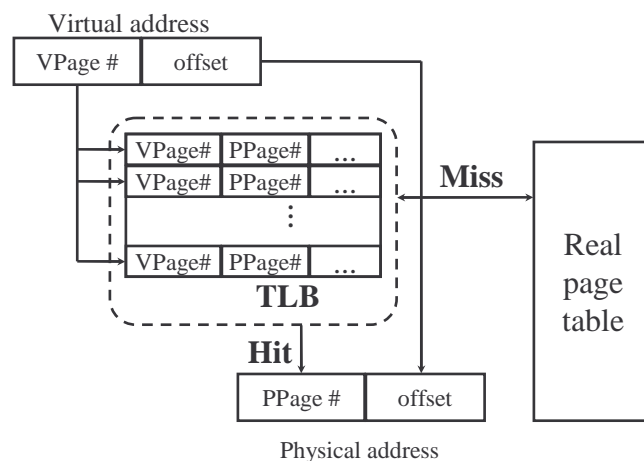 Virtual address
VPage # offset
VPage# PPage# ...
VPage# PPage# ...
⋮
VPage# PPage# ...
TLB
Miss
Real
page
table
Hit
PPage # offset
Physical address